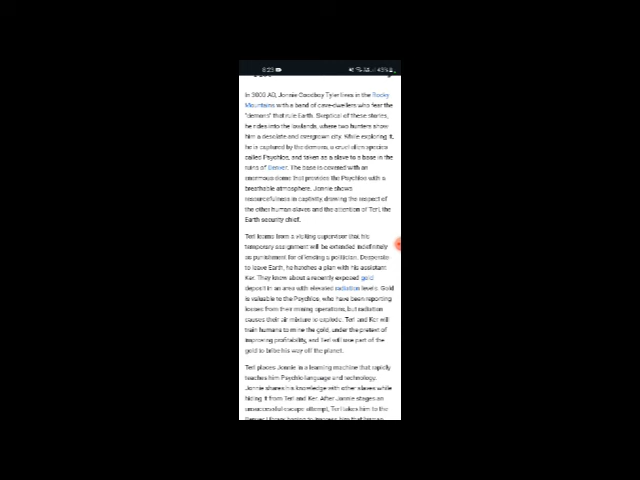 In 3000 AD, Jonnie Goodboy Tyler lives in the Rocky
Mountains with a band of cave-dwellers who fear the
"demons" that rule Earth. Skeptical of these stories,
he rides into the lowlands, where two hunters show
him a desolate and overgrown city. While exploring it,
he is captured by the demons, a cruel alien species
called Psychlos, and taken as a slave to a base in the
ruins of Denver. The base is covered with an
enormous dome that provides the Psychlos with a
breathable atmosphere. Jonnie shows
resourcefulness in captivity, drawing the respect of
the other human slaves and the attention of Terl, the
Earth security chief.
Terl learns from a visiting supervisor that his
temporary assignment will be extended indefinitely
as punishment for offending a politician. Desperate
to leave Earth, he hatches a plan with his assistant
Ker. They know about a recently exposed gold
deposit in an area with elevated radiation levels. Gold
is valuable to the Psychlos, who have been reporting
losses from their mining operations, but radiation
causes their air mixture to explode. Terl and Ker will
train humans to mine the gold, under the pretext of
improving profitability, and Terl will use part of the
gold to bribe his way off the planet.
Terl places Jonnie in a learning machine that rapidly
teaches him Psychlo language and technology.
Jonnie shares his knowledge with other slaves while
hiding it from Terl and Ker. After Jonnie stages an
unsuccessful escape attempt, Terl takes him to the